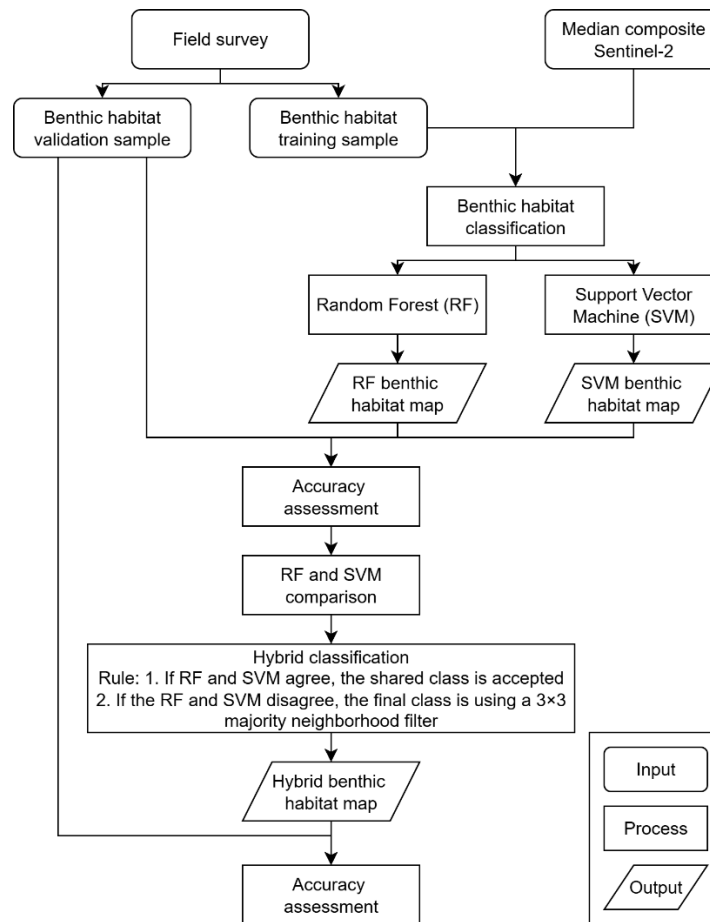 Field survey
Median composite
Sentinel-2
Benthic habitat
validation sample
Benthic habitat
training sample
Benthic habitat
classification
Random Forest (RF)
Support Vector
Machine (SVM)
RF benthic
habitat map
SVM benthic
habitat map
Accuracy
assessment
RF and SVM
comparison
Hybrid classification
Rule: 1. If RF and SVM agree, the shared class is accepted
2. If the RF and SVM disagree, the final class is using a 3×3
majority neighborhood filter
Hybrid benthic
habitat map
Accuracy
assessment
Input
Process
Output